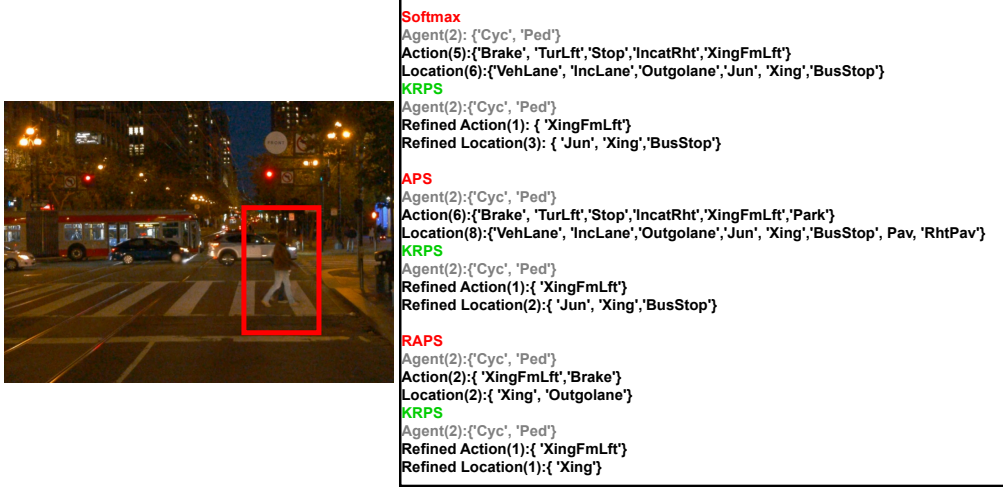 Softmax
Agent(2): {'Cyc', 'Ped'}
Action(5):{'Brake', 'TurLft','Stop','IncatRht','XingFmLft'}
Location(6):{'VehLane', 'IncLane','Outgolane','Jun', 'Xing','BusStop'}
KRPS
Agent(2):{'Cyc', 'Ped'}
Refined Action(1): { 'XingFmLft'}
Refined Location(3): { 'Jun', 'Xing','BusStop'}
APS
Agent(2):{'Cyc', 'Ped'}
Action(6):{'Brake', 'TurLft','Stop','IncatRht','XingFmLft','Park'}
Location(8):{'VehLane', 'IncLane','Outgolane','Jun', 'Xing','BusStop', Pav, 'RhtPav'}
KRPS
Agent(2):{'Cyc', 'Ped'}
Refined Action(1):{ 'XingFmLft'}
Refined Location(2):{ 'Jun', 'Xing','BusStop'}
RAPS
Agent(2):{'Cyc', 'Ped'}
Action(2):{ 'XingFmLft','Brake'}
Location(2):{ 'Xing', 'Outgolane'}
KRPS
Agent(2):{'Cyc', 'Ped'}
Refined Action(1):{ 'XingFmLft'}
Refined Location(1):{ 'Xing'}